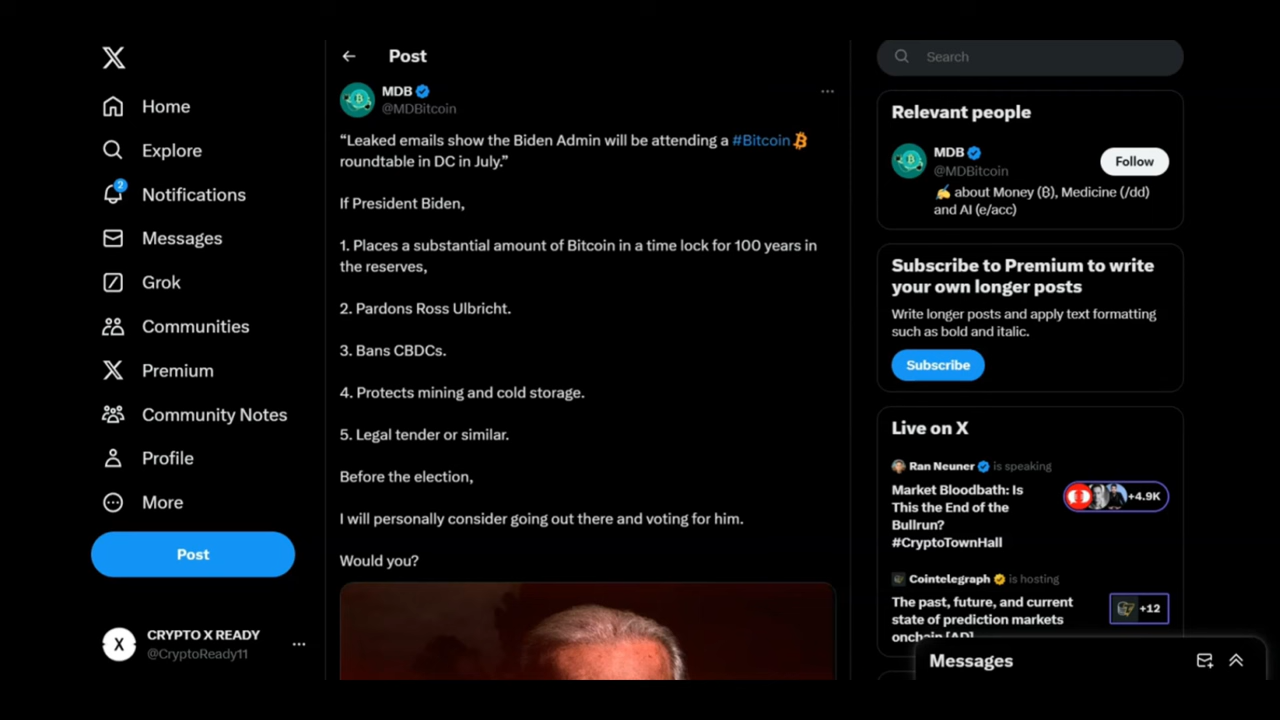 Home
Explore
2
Notifications
Messages
Grok
Communities
Premium
Community Notes
Profile
More
Post
CRYPTO X READY
@CryptoReady11
Post
MDB
@MDBitcoin
“Leaked emails show the Biden Admin will be attending a #Bitcoin
roundtable in DC in July.”
If President Biden,
1. Places a substantial amount of Bitcoin in a time lock for 100 years in
the reserves,
2. Pardons Ross Ulbricht.
3. Bans CBDCs.
4. Protects mining and cold storage.
5. Legal tender or similar.
Before the election,
I will personally consider going out there and voting for him.
Would you?
Search
Relevant people
MDB
@MDBitcoin
Follow
✍️ about Money (₿), Medicine (/dd)
and AI (e/acc)
Subscribe to Premium to write
your own longer posts
Write longer posts and apply text formatting
such as bold and italic.
Subscribe
Live on X
Ran Neuner is speaking
Market Bloodbath: Is
This the End of the
Bullrun?
#CryptoTownHall
+4.9K
Cointelegraph is hosting
The past, future, and current
state of prediction markets
onchain [AD]
+12
Messages